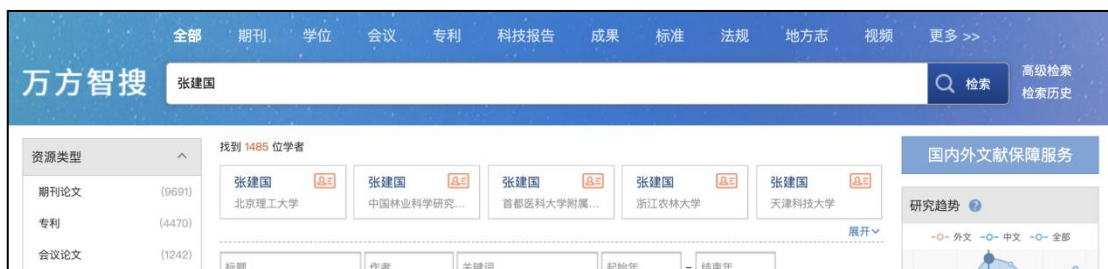 全部 期刊 学位 会议 专利 科技报告 成果 标准 法规 地方志 视频 更多 >>
万方智搜
张建国
检索
高级检索
检索历史
资源类型
期刊论文 (9691)
专利 (4470)
会议论文 (1242)
找到 1485 位学者
张建国 张建国 张建国 张建国 张建国
北京理工大学 中国林业科学研究... 首都医科大学附属... 浙江农林大学 天津科技大学
展开
标题 作者 关键词 起始年 - 结束年
国内外文献保障服务
研究趋势 ?
外文 中文 全部